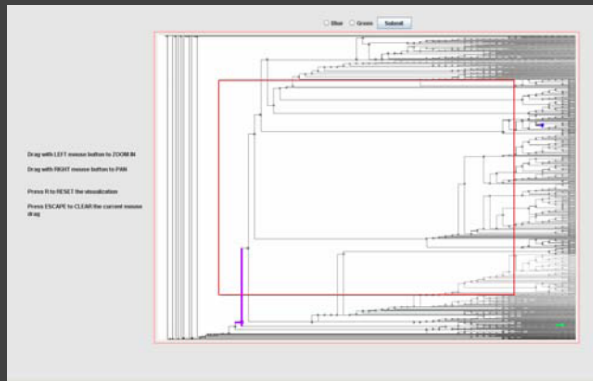 Blue Green Submit
Drag with LEFT mouse button to ZOOM IN
Drag with RIGHT mouse button to PAN
Press R to RESET the visualization
Press ESCAPE to CLEAR the current mouse
drag